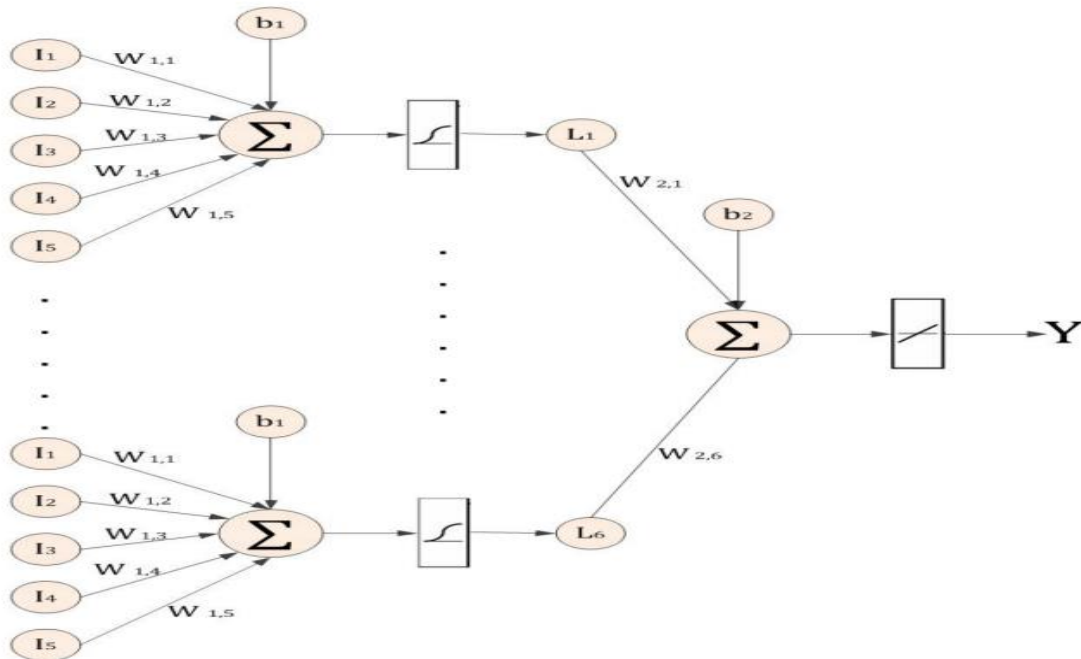 b1
I1
W 1,1
I2
W 1,2
I3
W 1,3
Σ
L1
I4
W 1,4
W 2,1
I5
W 1,5
b2
Σ
Y
b1
I1
W 1,1
W 2,6
I2
W 1,2
I3
W 1,3
Σ
L6
I4
W 1,4
I5
W 1,5